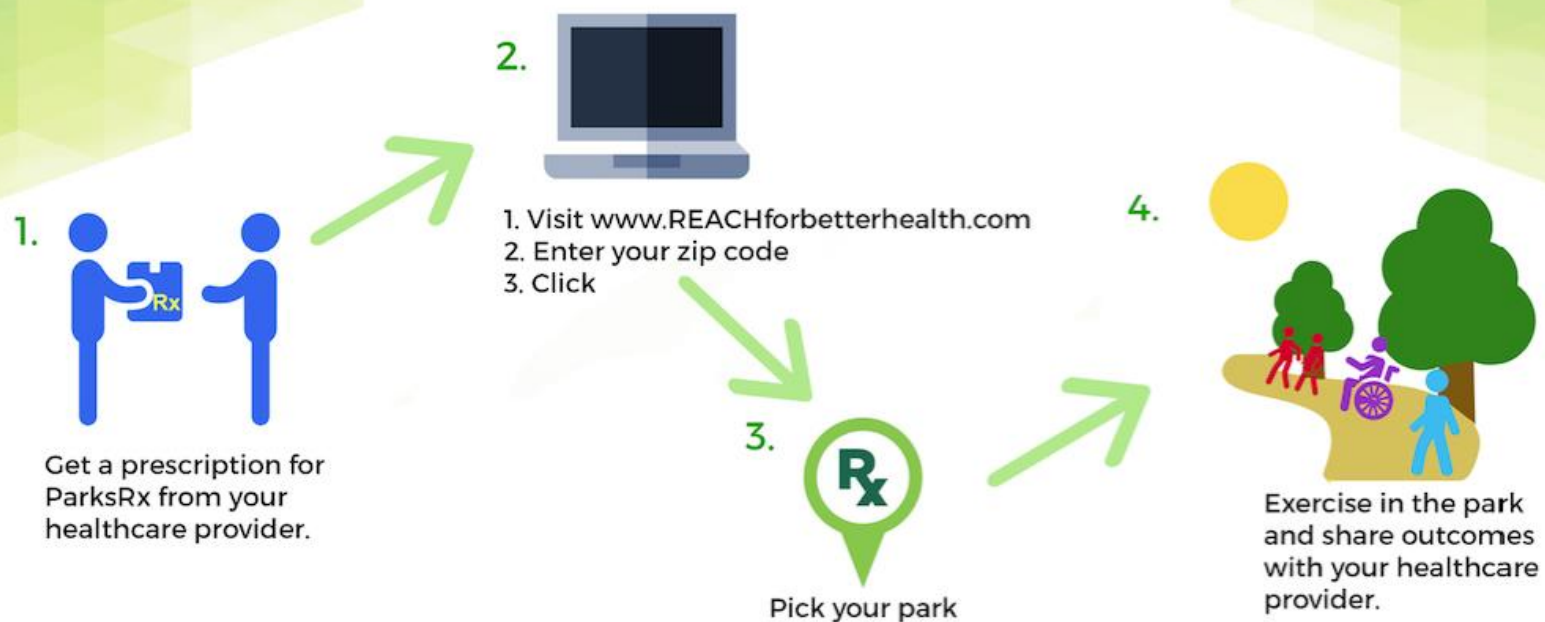 1.
Rx
Get a prescription for
ParksRx from your
healthcare provider.
2.
1. Visit www.REACHforbetterhealth.com
2. Enter your zip code
3. Click
3.
Rx
Pick your park
4.
Exercise in the park
and share outcomes
with your healthcare
provider.